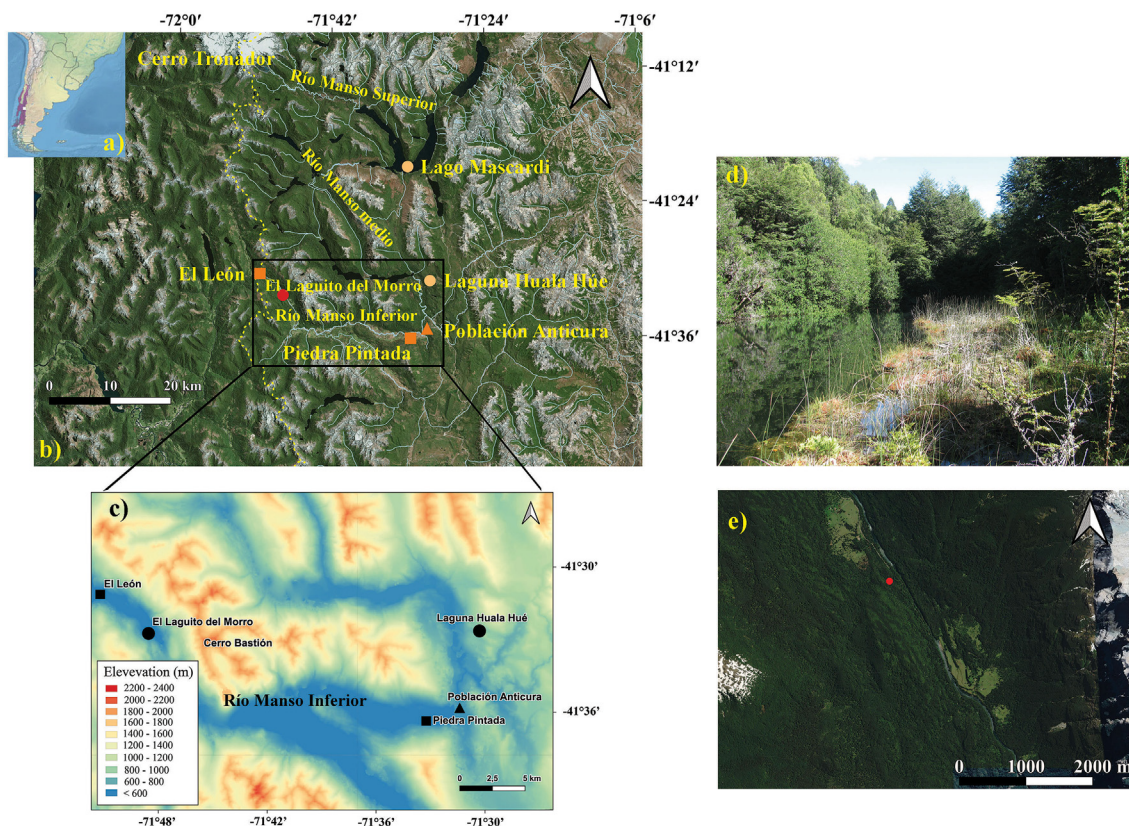 -72°0'
-71°42'
-71°24'
-71°6'
a)
Cerro Tronador
Río Manso Superior
-41°12'
Lago Mascardi
Río Manso medio
-41°24'
El León
El Laguito del Morro
Laguna Huala Húe
Río Manso Inferior
Población Anticura
-41°36'
Piedra Pintada
0 10 20 km
b)
c)
El León
El Laguito del Morro
Cerro Bastión
Laguna Huala Hué
-41°30'
Elevevation (m)
2200 - 2400
2000 - 2200
1800 - 2000
1600 - 1800
1400 - 1600
1200 - 1400
1000 - 1200
800 - 1000
600 - 800
< 600
Río Manso Inferior
Población Anticura
Piedra Pintada
-41°36'
0 2,5 5 km
-71°48'
-71°42'
-71°36'
-71°30'
d)
e)
0 1000 2000 m